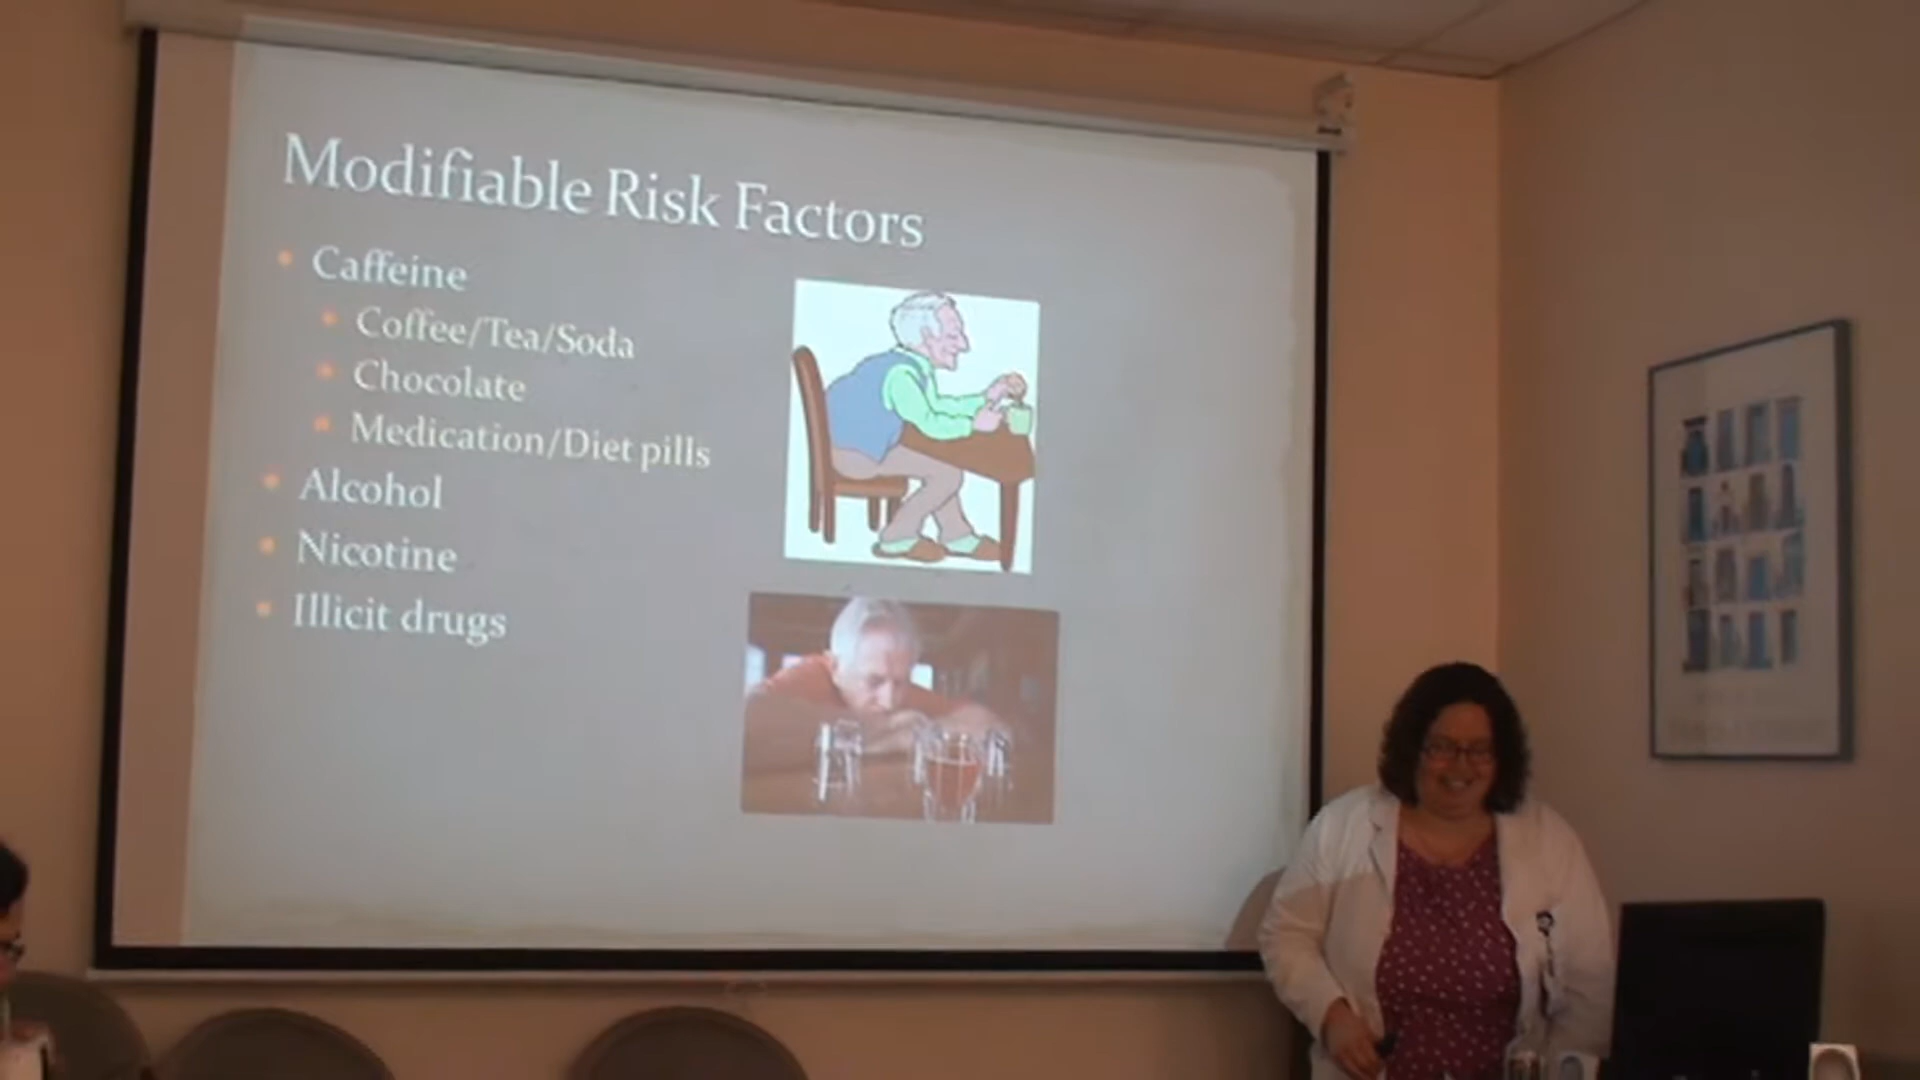 Modifiable Risk Factors
Caffeine
Coffee/Tea/Soda
Chocolate
Medication/Diet pills
Alcohol
Nicotine
Illicit drugs